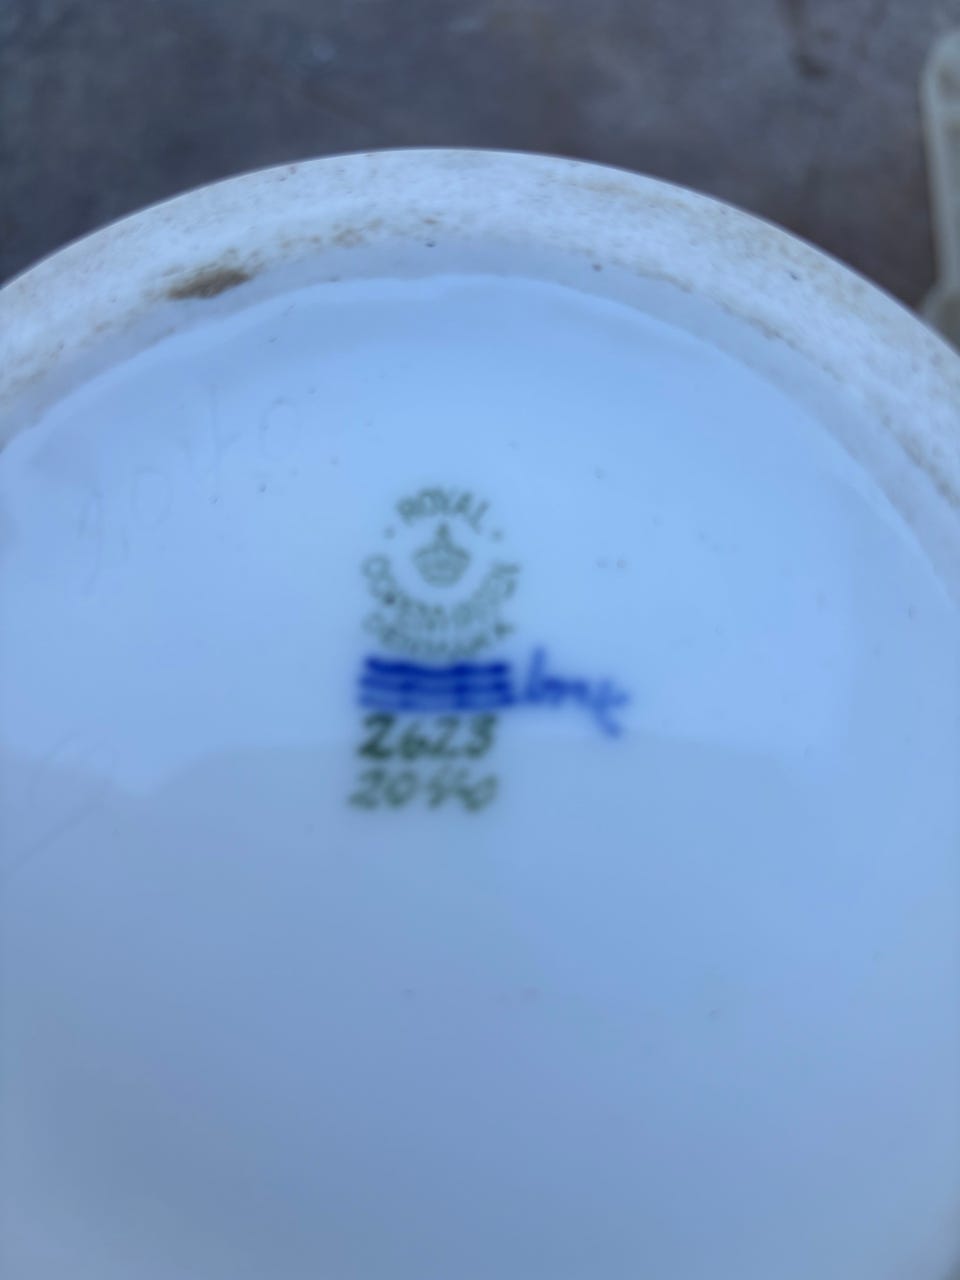 ROYAL
COPENHAGEN
DENMARK
2623
2040